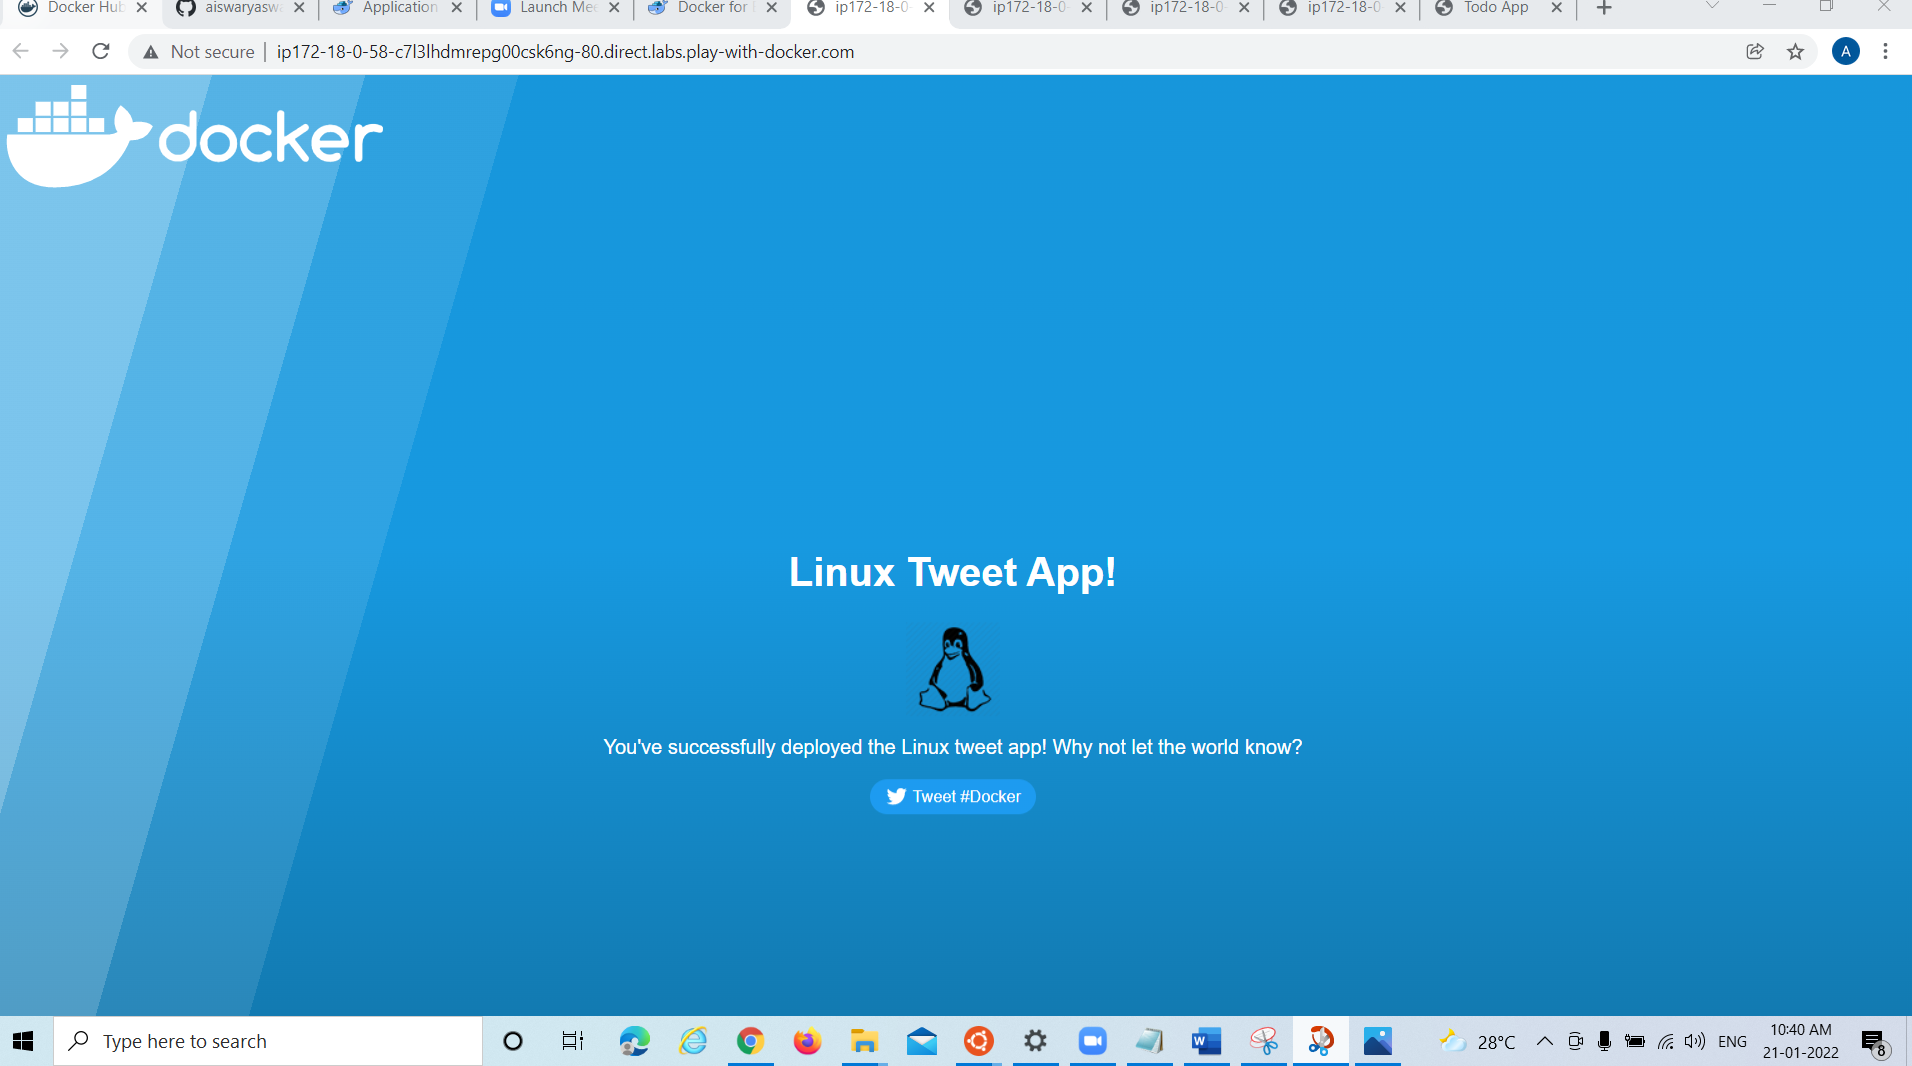 Docker Hub
aiswaryaswa
Application
Launch Mee
Docker for
ip172-18-0-
ip172-18-0-
ip172-18-0-
ip172-18-0
Todo App
Not secure
ip172-18-0-58-c7l3lhdmrepg00csk6ng-80.direct.labs.play-with-docker.com
A
docker
Linux Tweet App!
You've successfully deployed the Linux tweet app! Why not let the world know?
Tweet #Docker
Type here to search
W
28°C
ENG
10:40 AM
21-01-2022
8